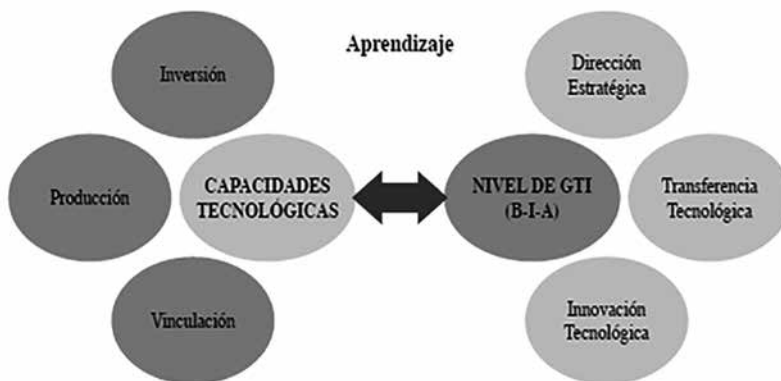 Aprendizaje
Inversión
Producción
Vinculación
CAPACIDADES
TECNOLÓGICAS
NIVEL DE GTI
(B-I-A)
Dirección
Estratégica
Transferencia
Tecnológica
Innovación
Tecnológica